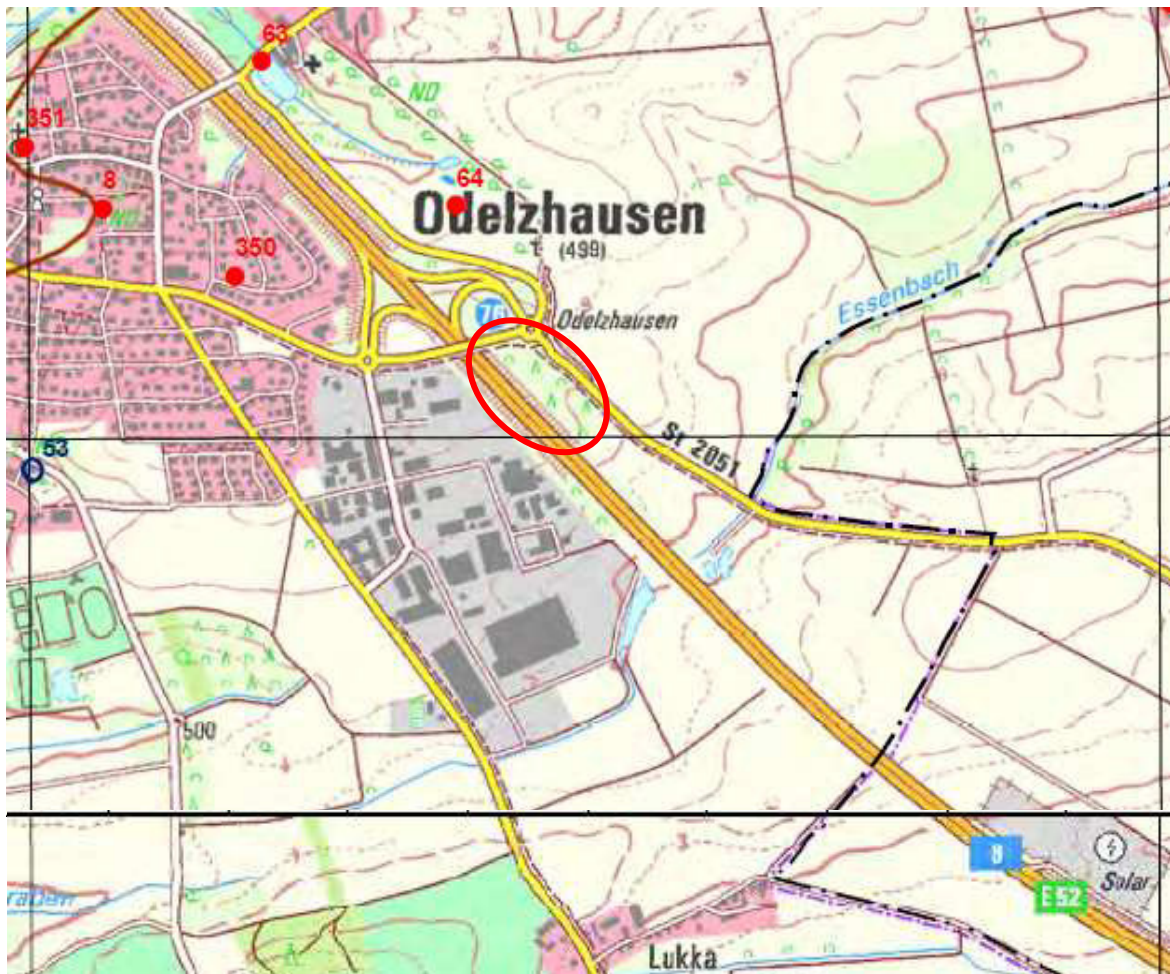 63
ND
351
8
ND
64
Odelzhausen
(499)
350
76
Odelzhausen
Essenbach
53
St 2051
500
8
E 52
Solar
raben
Lukka